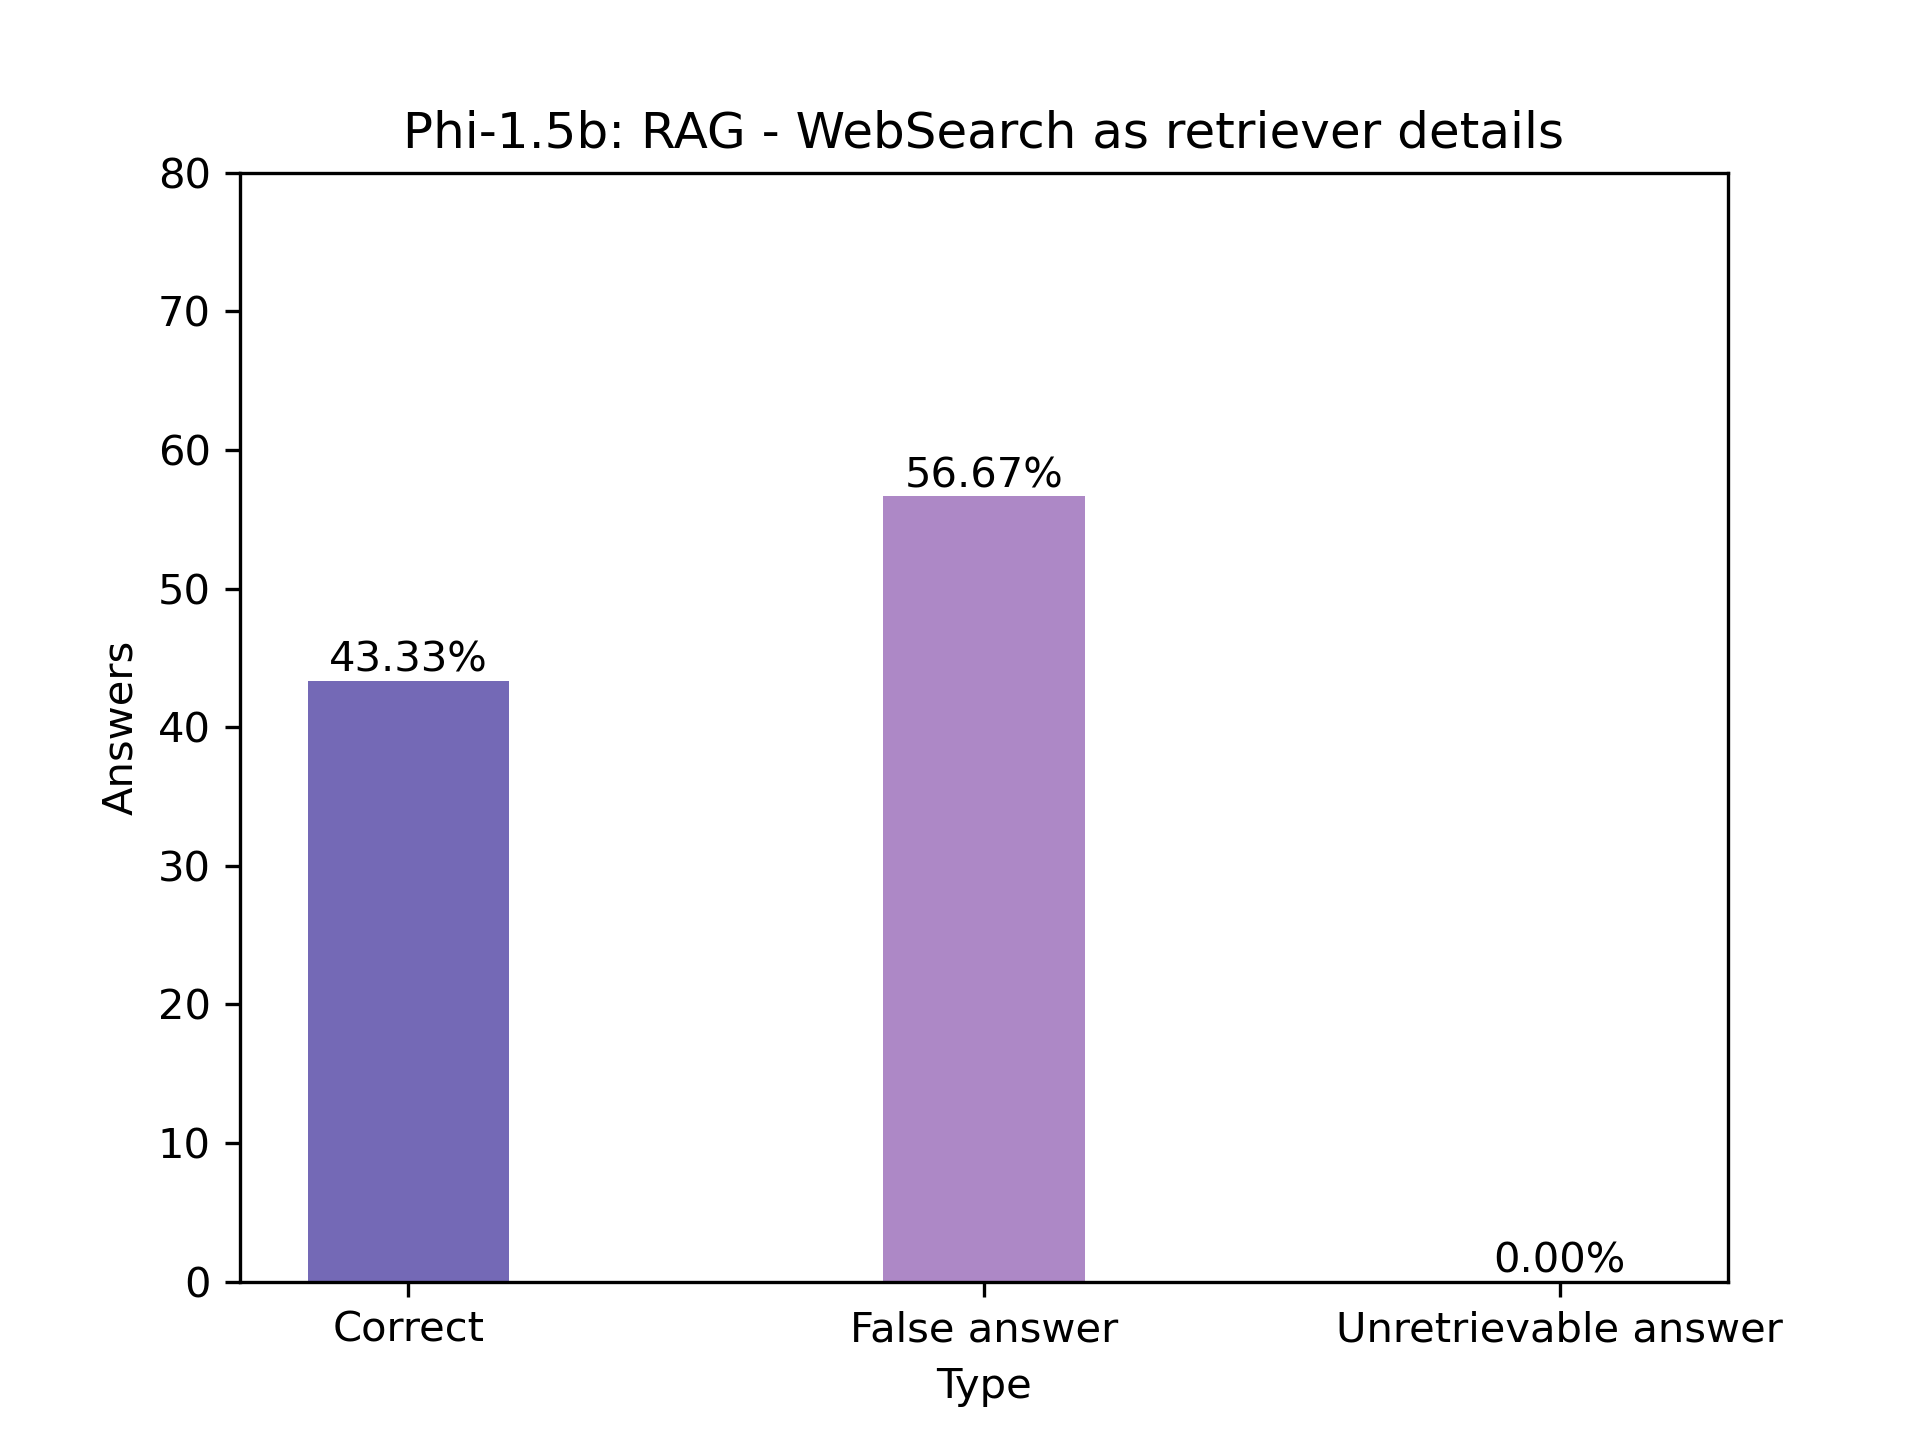 Phi-1.5b: RAG - WebSearch as retriever details
80
70
60
50
40
30
20
10
0
Answers
43.33%
56.67%
0.00%
Correct
False answer
Unretrievable answer
Type